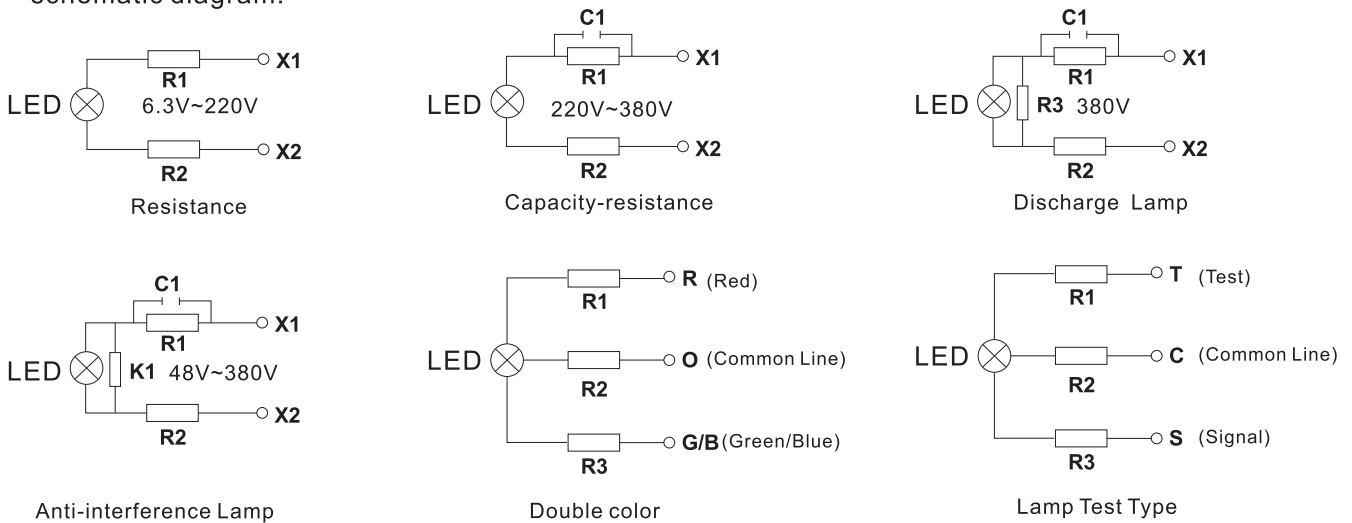 schematic diagram:
R1
X1
LED
6.3V~220V
R2
X2
Resistance
C1
R1
X1
LED
220V~380V
R2
X2
Capacity-resistance
C1
R1
X1
LED
R3 380V
R2
X2
Discharge Lamp
C1
R1
X1
LED
K1 48V~380V
R2
X2
Anti-interference Lamp
R (Red)
R1
LED
O (Common Line)
R2
G/B(Green/Blue)
R3
Double color
T (Test)
R1
LED
C (Common Line)
R2
S (Signal)
R3
Lamp Test Type